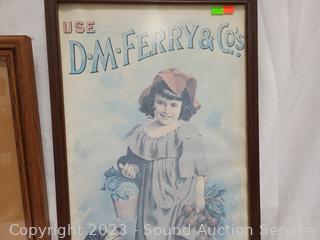 USE
D·M·FERRY & Co's
Copyright 2023 - Sound Auction Service